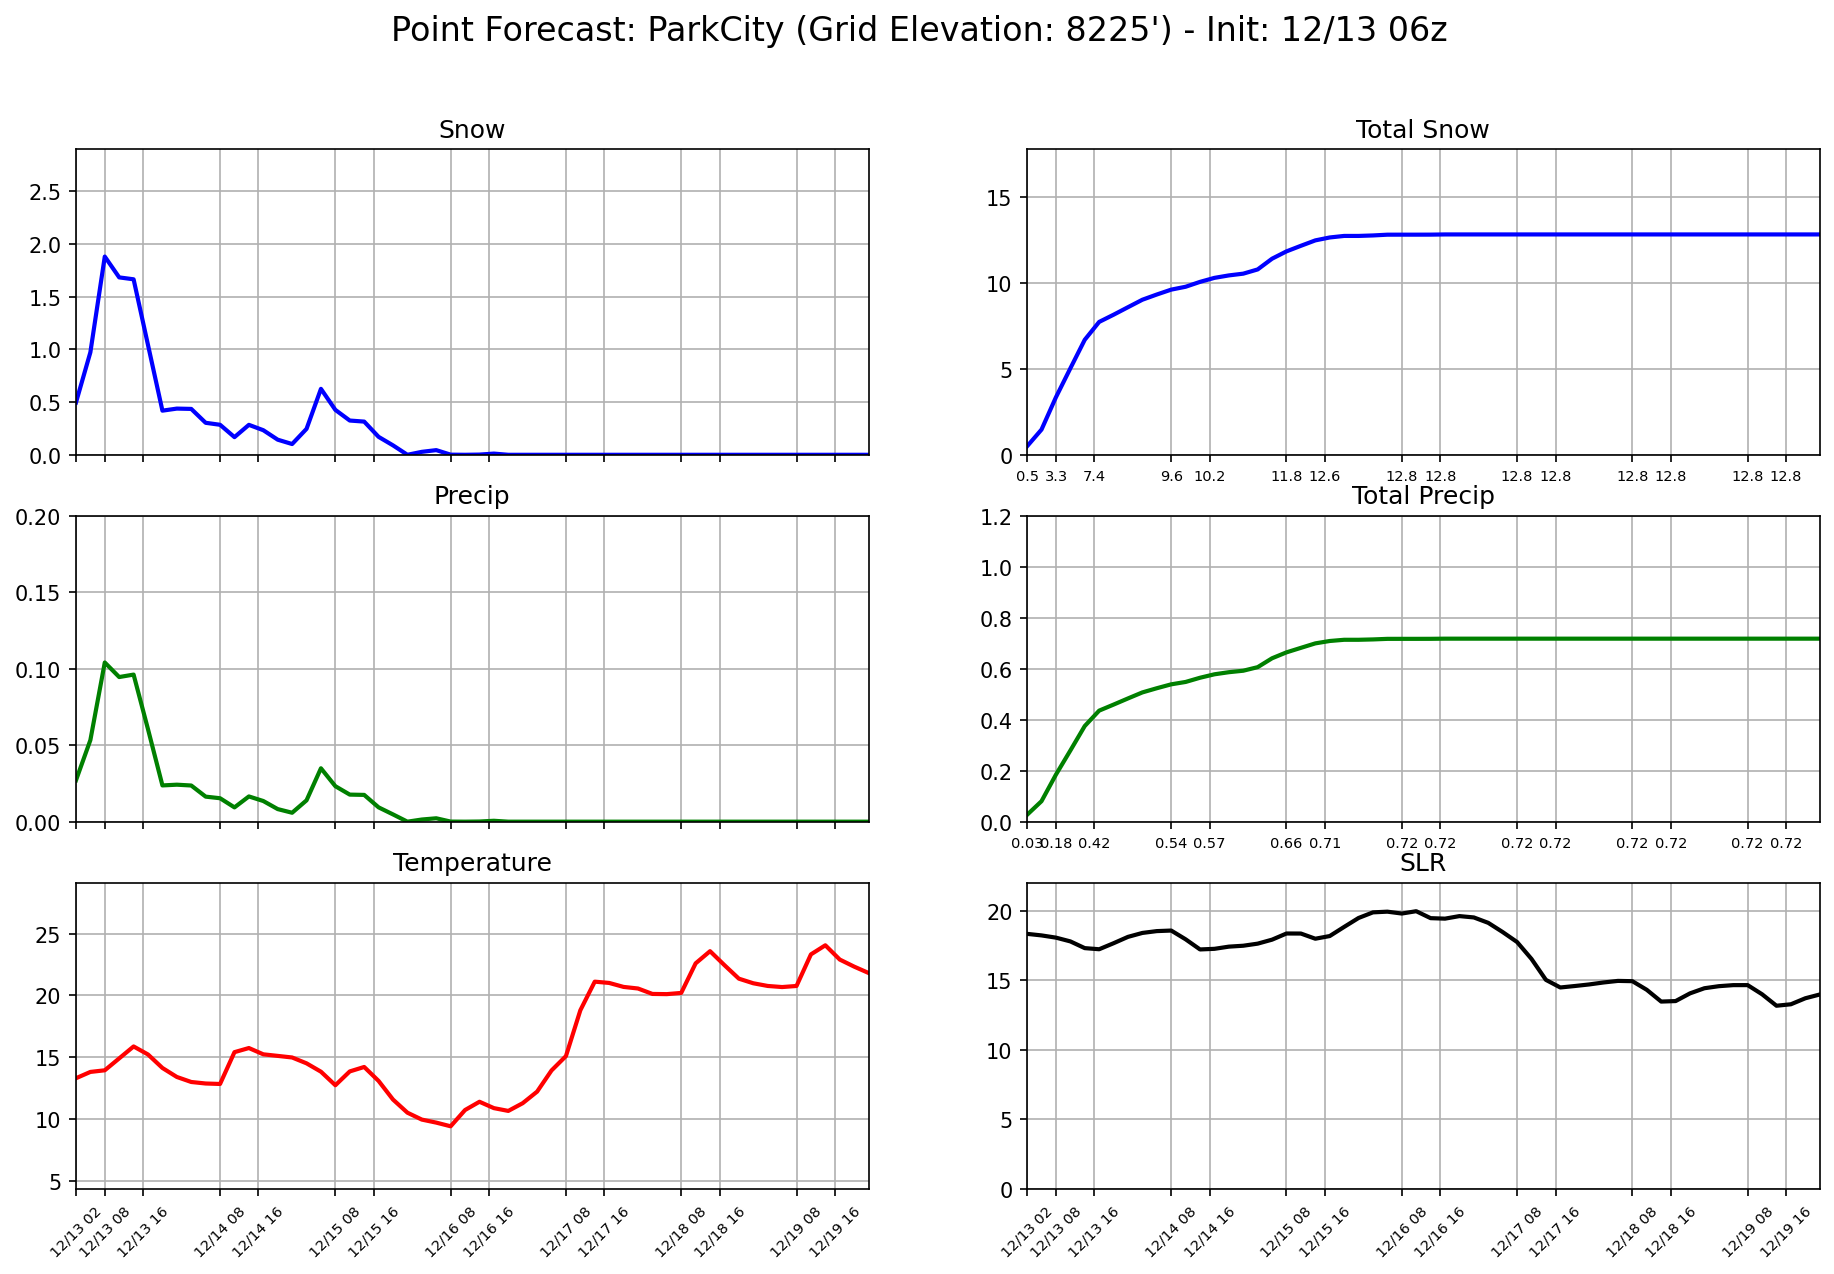 Point Forecast: ParkCity (Grid Elevation: 8225') - Init: 12/13 06z
Snow
2.5
2.0
1.5
1.0
0.5
0.0
Total Snow
15
10
5
0
0.5 3.3 7.4 9.6 10.2 11.8 12.6 12.8 12.8 12.8 12.8 12.8 12.8 12.8 12.8
Precip
0.20
0.15
0.10
0.05
0.00
Total Precip
1.2
1.0
0.8
0.6
0.4
0.2
0.0
0.03 0.18 0.42 0.54 0.57 0.66 0.71 0.72 0.72 0.72 0.72 0.72 0.72 0.72 0.72
Temperature
25
20
15
10
5
12/13 02 12/13 08 12/13 16 12/14 08 12/14 16 12/15 08 12/15 16 12/16 08 12/16 16 12/17 08 12/17 16 12/18 08 12/18 16 12/19 08 12/19 16
SLR
20
15
10
5
0
12/13 02 12/13 08 12/13 16 12/14 08 12/14 16 12/15 08 12/15 16 12/16 08 12/16 16 12/17 08 12/17 16 12/18 08 12/18 16 12/19 08 12/19 16